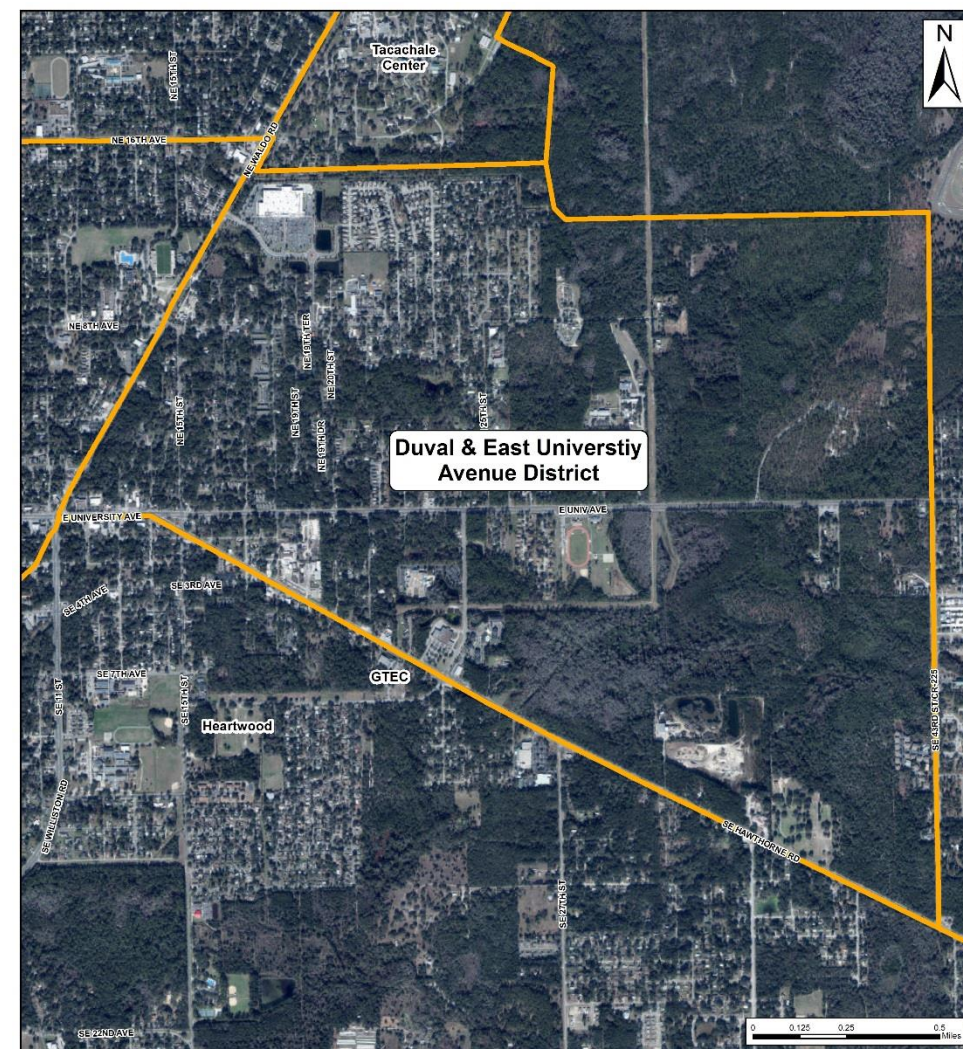 Tacachale
Center
N
NE 15TH ST
NE 16TH AVE
NE WALDO RD
NE 8TH AVE
NE 19TH TER
NE 20TH ST
NE 15TH ST
NE 19TH ST
NE 19TH DR
25TH ST
Duval & East Universtiy
Avenue District
E UNIVERSITY AVE
E UNIV AVE
SE 4TH AVE
SE 3RD AVE
SE 7TH AVE
SE 11 ST
SE 15TH ST
GTEC
Heartwood
SE 43RD ST/CR-225
SE WILLISTON RD
SE HAWTHORNE RD
SE 27TH ST
SE 22ND AVE
0 0.125 0.25 0.5
Miles